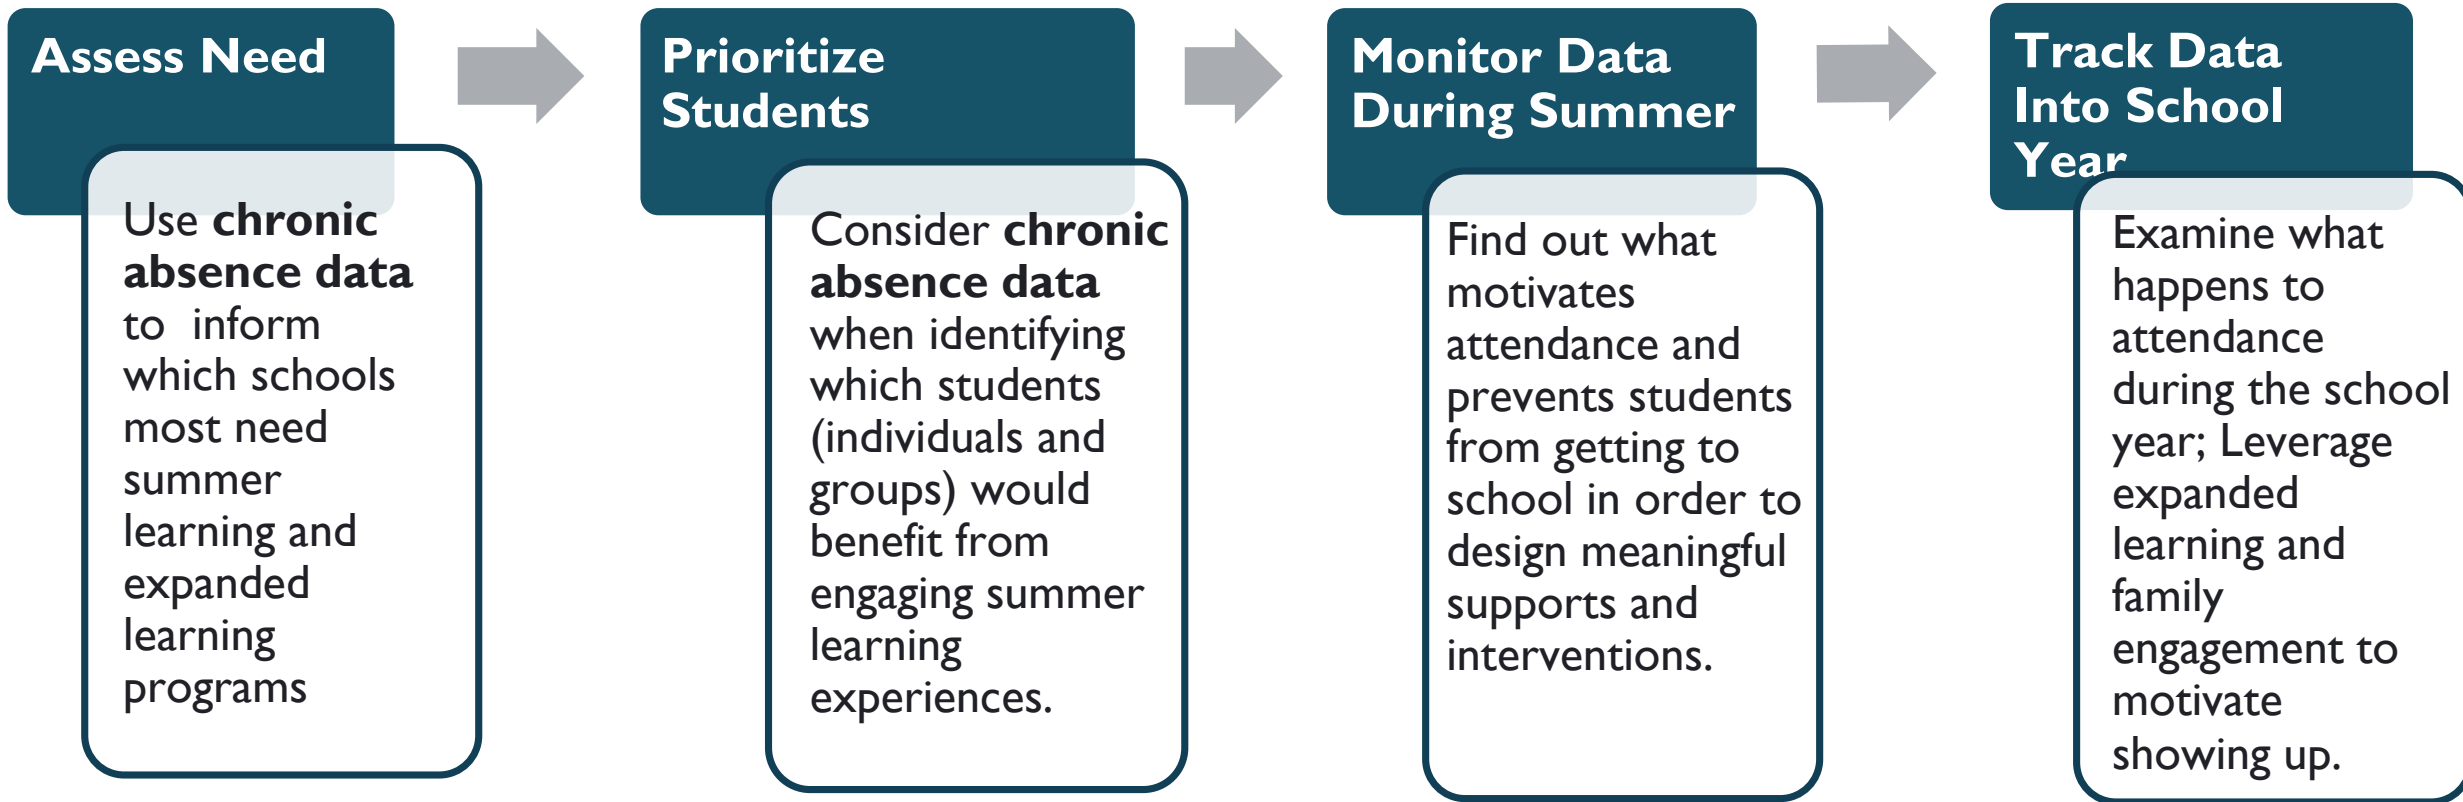 Assess Need
Use chronic
absence data
to  inform
which schools
most need
summer
learning and
expanded
learning
programs
Prioritize
Students
Consider chronic
absence data
when identifying
which students
(individuals and
groups) would
benefit from
engaging summer
learning
experiences.
Monitor Data
During Summer
Find out what
motivates
attendance and
prevents students
from getting to
school in order to
design meaningful
supports and
interventions.
Track Data
Into School
Year
Examine what
happens to
attendance
during the school
year; Leverage
expanded
learning and
family
engagement to
motivate
showing up.